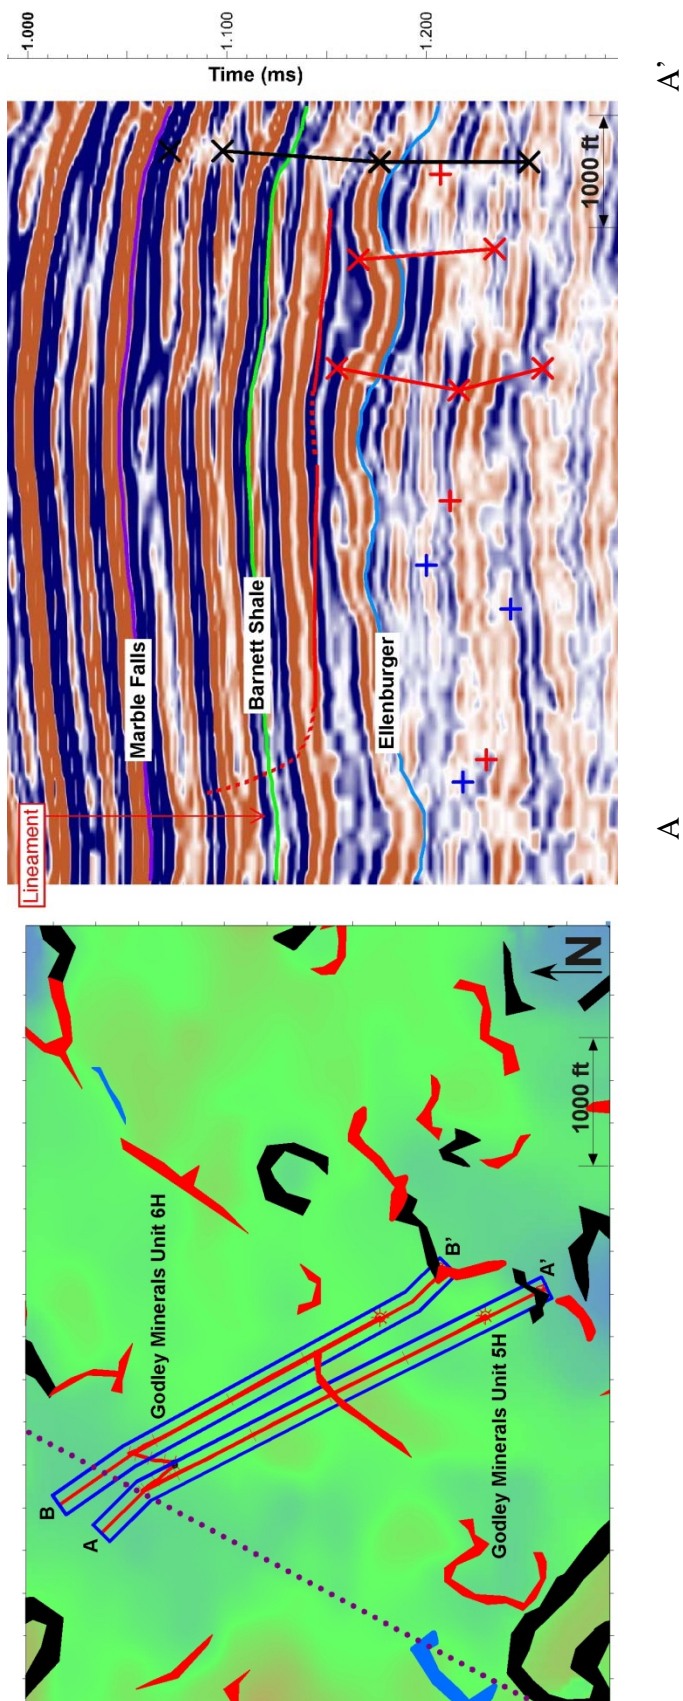 1.000
1.100
1.200
Time (ms)
A'
Lineament
Marble Falls
Barnett Shale
Ellenburger
1000 ft
A
B
A
Godley Minerals Unit 6H
Godley Minerals Unit 5H
B'
A'
1000 ft
N